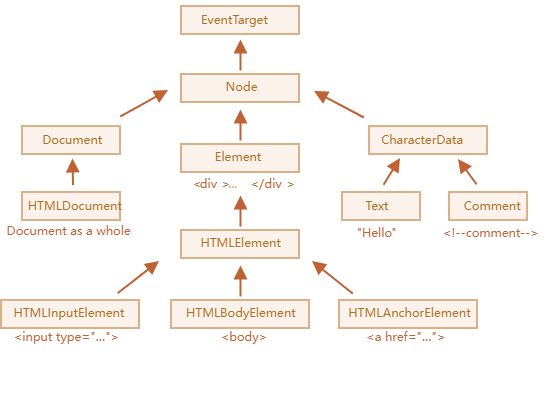 EventTarget
Node
Document
Element
CharacterData
<div >...   </div >
HTMLDocument
Document as a whole
Text
"Hello"
Comment
<!--comment-->
HTMLElement
HTMLInputElement
<input type="...">
HTMLBodyElement
<body>
HTMLAnchorElement
<a href="...">